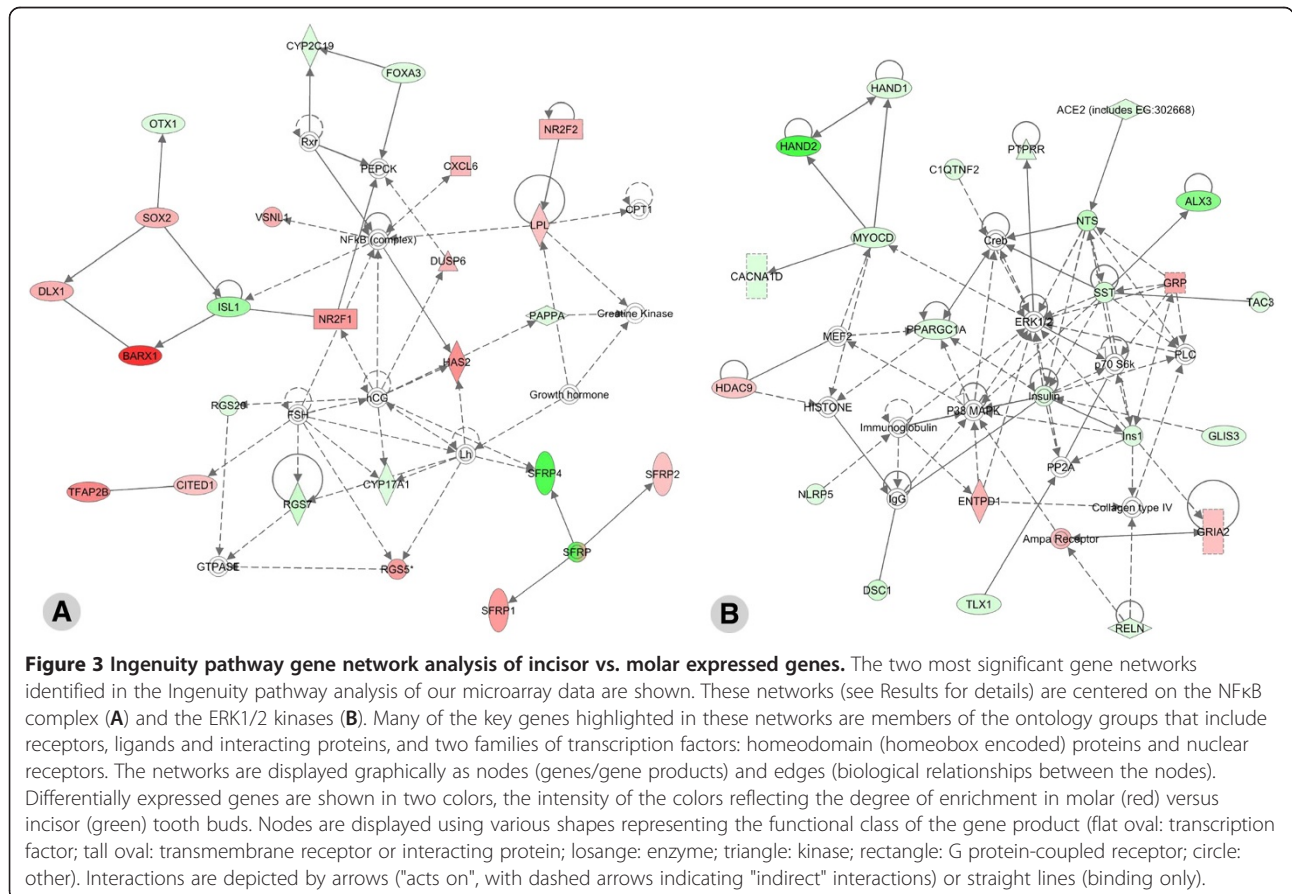 CYP2C19
FOXA3
OTX1
Rxr
NR2F2
PEPCK
CXCL6
SOX2
VSNL1
LPL
CPT1
NFkB (complex)
DUSP6
DLX1
ISL1
NR2F1
PAPPA
Creatine Kinase
BARX1
HAS2
hCG
Growth hormone
RGS20
FSH
Lh
SFRP4
SFRP2
TFAP2B
CITED1
CYP17A1
RGS7
SFRP
GTPASE
RGS5*
SFRP1
A
HAND1
ACE2 (includes EG:302668)
HAND2
PTPRR
C1QTNF2
ALX3
NTS
MYOCD
Creb
CACNA1D
GRP
SST
TAC3
ERK1/2
MEF2
PPARGC1A
PLC
p70 S6k
HDAC9
HISTONE
P38 MAPK
Insulin
Immunoglobulin
Ins1
GLIS3
PP2A
NLRP5
IgG
ENTPD1
Collagen type IV
GRIA2
Ampa Receptor
DSC1
TLX1
RELN
B
Figure 3 Ingenuity pathway gene network analysis of incisor vs. molar expressed genes. The two most significant gene networks
identified in the Ingenuity pathway analysis of our microarray data are shown. These networks (see Results for details) are centered on the NFκB
complex (A) and the ERK1/2 kinases (B). Many of the key genes highlighted in these networks are members of the ontology groups that include
receptors, ligands and interacting proteins, and two families of transcription factors: homeodomain (homeobox encoded) proteins and nuclear
receptors. The networks are displayed graphically as nodes (genes/gene products) and edges (biological relationships between the nodes).
Differentially expressed genes are shown in two colors, the intensity of the colors reflecting the degree of enrichment in molar (red) versus
incisor (green) tooth buds. Nodes are displayed using various shapes representing the functional class of the gene product (flat oval: transcription
factor; tall oval: transmembrane receptor or interacting protein; losange: enzyme; triangle: kinase; rectangle: G protein-coupled receptor; circle:
other). Interactions are depicted by arrows ("acts on", with dashed arrows indicating "indirect" interactions) or straight lines (binding only).